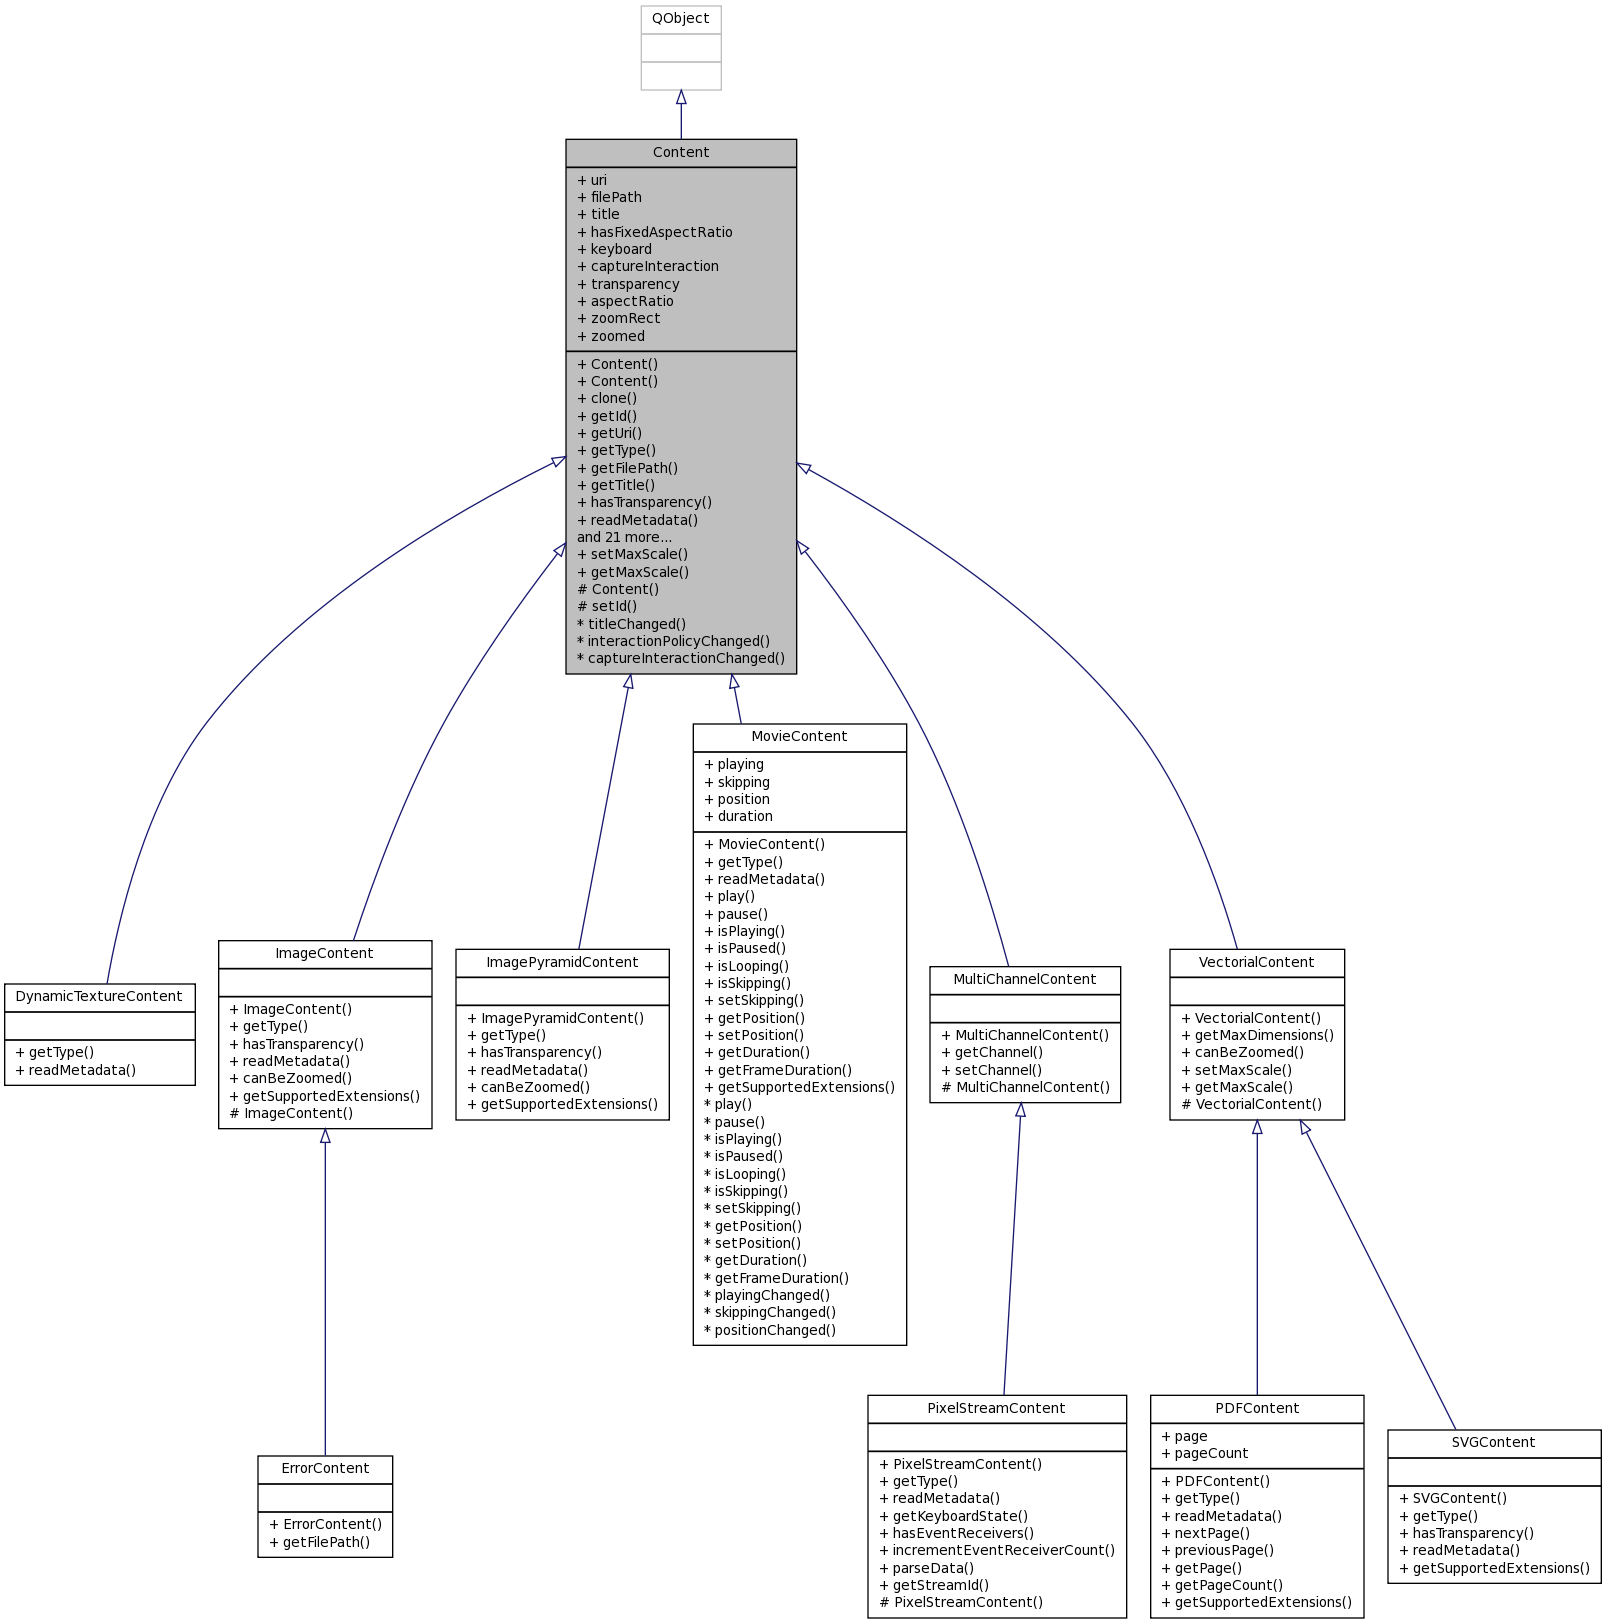 QObject
Content
+ uri
+ filePath
+ title
+ hasFixedAspectRatio
+ keyboard
+ captureInteraction
+ transparency
+ aspectRatio
+ zoomRect
+ zoomed
+ Content()
+ Content()
+ clone()
+ getId()
+ getUri()
+ getType()
+ getFilePath()
+ getTitle()
+ hasTransparency()
+ readMetadata()
and 21 more...
+ setMaxScale()
+ getMaxScale()
# Content()
# setId()
* titleChanged()
* interactionPolicyChanged()
* captureInteractionChanged()
DynamicTextureContent
+ getType()
+ readMetadata()
ImageContent
+ ImageContent()
+ getType()
+ hasTransparency()
+ readMetadata()
+ canBeZoomed()
+ getSupportedExtensions()
# ImageContent()
ImagePyramidContent
+ ImagePyramidContent()
+ getType()
+ hasTransparency()
+ readMetadata()
+ canBeZoomed()
+ getSupportedExtensions()
MovieContent
+ playing
+ skipping
+ position
+ duration
+ MovieContent()
+ getType()
+ readMetadata()
+ play()
+ pause()
+ isPlaying()
+ isPaused()
+ isLooping()
+ isSkipping()
+ setSkipping()
+ getPosition()
+ setPosition()
+ getDuration()
+ getFrameDuration()
+ getSupportedExtensions()
* play()
* pause()
* isPlaying()
* isPaused()
* isLooping()
* isSkipping()
* setSkipping()
* getPosition()
* setPosition()
* getDuration()
* getFrameDuration()
* playingChanged()
* skippingChanged()
* positionChanged()
MultiChannelContent
+ MultiChannelContent()
+ getChannel()
+ setChannel()
# MultiChannelContent()
VectorialContent
+ VectorialContent()
+ getMaxDimensions()
+ canBeZoomed()
+ setMaxScale()
+ getMaxScale()
# VectorialContent()
ErrorContent
+ ErrorContent()
+ getFilePath()
PixelStreamContent
+ PixelStreamContent()
+ getType()
+ readMetadata()
+ getKeyboardState()
+ hasEventReceivers()
+ incrementEventReceiverCount()
+ parseData()
+ getStreamId()
# PixelStreamContent()
PDFContent
+ page
+ pageCount
+ PDFContent()
+ getType()
+ readMetadata()
+ nextPage()
+ previousPage()
+ getPage()
+ getPageCount()
+ getSupportedExtensions()
SVGContent
+ SVGContent()
+ getType()
+ hasTransparency()
+ readMetadata()
+ getSupportedExtensions()